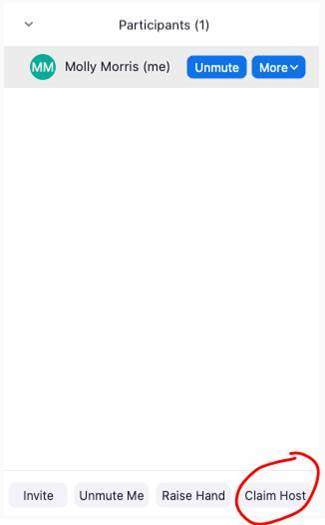 Participants (1)
MM Molly Morris (me) Unmute More
Invite Unmute Me Raise Hand Claim Host